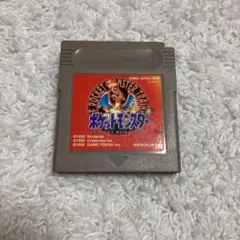 POCKET MONSTERS
ポケットモンスター
©1995 Nintendo
©1995 Creatures inc.
©1995 GAME FREAK inc.